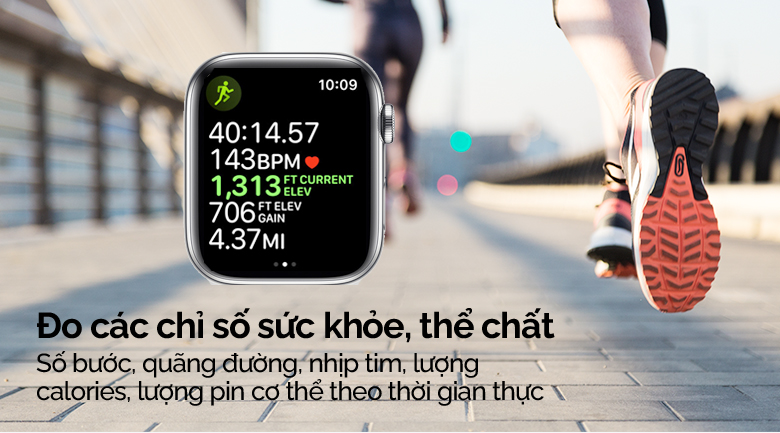 10:09
40:14.57
143BPM
1,313 FT CURRENT ELEV
706 FT ELEV GAIN
4.37MI
Đo các chỉ số sức khỏe, thể chất
Số bước, quãng đường, nhịp tim, lượng
calories, lượng pin cơ thể theo thời gian thực